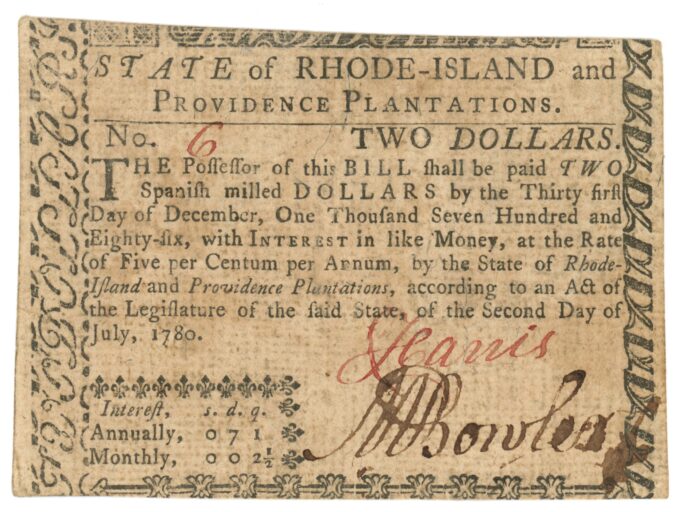 STATE of RHODE-ISLAND and
PROVIDENCE PLANTATIONS.
No. 6 TWO DOLLARS.
THE Poſſeſſor of this BILL ſhall be paid TWO
Spaniſh milled DOLLARS by the Thirty-firſt
Day of December, One Thouſand Seven Hundred and
Eighty-ſix, with INTEREST in like Money, at the Rate
of Five per Centum per Annum, by the State of Rhode-
Iſland and Providence Plantations, according to an Act of
the Legiſlature of the ſaid State, of the Second Day of
July, 1780.
Harris
Bowler
Intereſt, s. d. q.
Annually, 0 7 1
Monthly, 0 0 2½